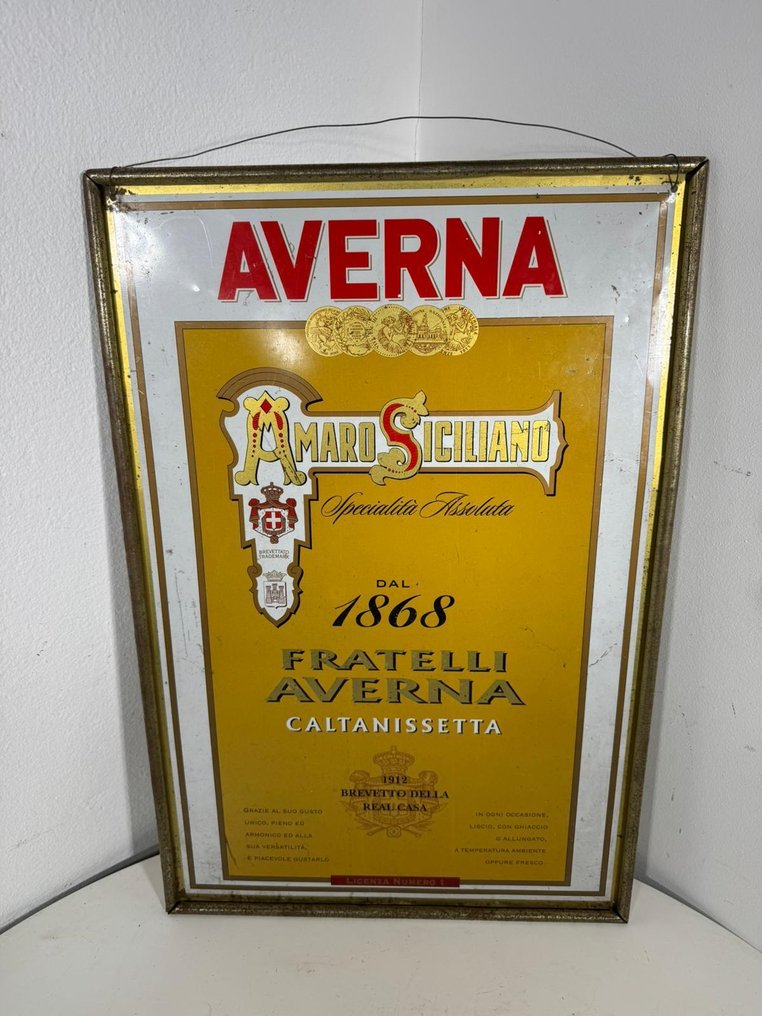 AVERNA
AMARO SICILIANO
Specialità Assoluta
BREVETTATO
TRADEMARK
DAL
1868
FRATELLI
AVERNA
CALTANISSETTA
1912
BREVETTO DELLA
REAL CASA
GRAZIE AL SUO GUSTO
UNICO, PIENO ED
ARMONICO ED ALLA
SUA VERSATILITÀ,
È PIACEVOLE GUSTARLO
IN OGNI OCCASIONE,
LISCIO, CON GHIACCIO
O ALLUNGATO,
A TEMPERATURA AMBIENTE
OPPURE FRESCO.
LICENZA NUMERO 1